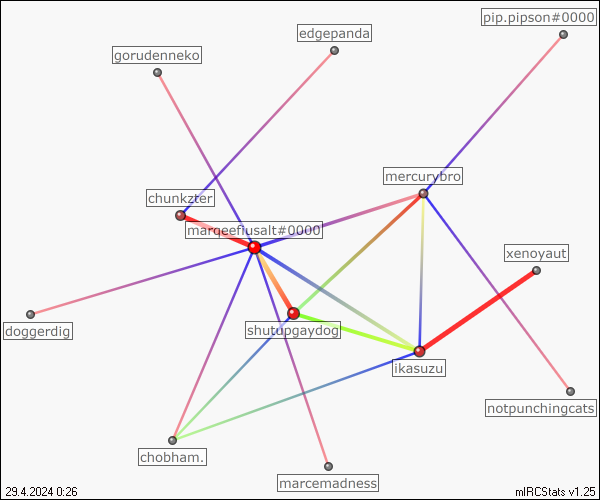 pip.pipson#0000
edgepanda
gorudenneko
mercurybro
chunkzter
marqeeflusalt#0000
xenoyaut
doggerdig
shutupgaydog
ikasuzu
notpunchingcats
chobham.
marcemadness
29.4.2024 0:26
mIRCStats v1.25